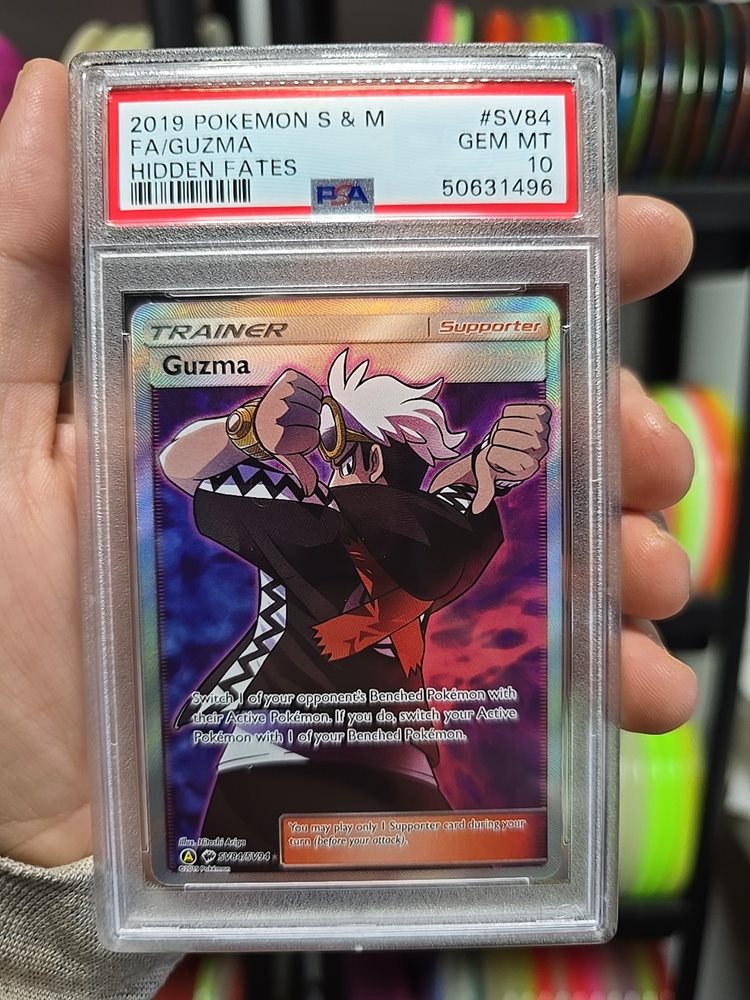 2019 POKEMON S & M #SV84
FA/GUZMA GEM MT
HIDDEN FATES 10
PSA 50631496
TRAINER Supporter
Guzma
Switch 1 of your opponent's Benched Pokémon with
their Active Pokémon. If you do, switch your Active
Pokémon with 1 of your Benched Pokémon.
You may play only 1 Supporter card during your
turn (before your attack).
Illus. Hitoshi Ariga
A SV84/SV94
©2019 Pokémon